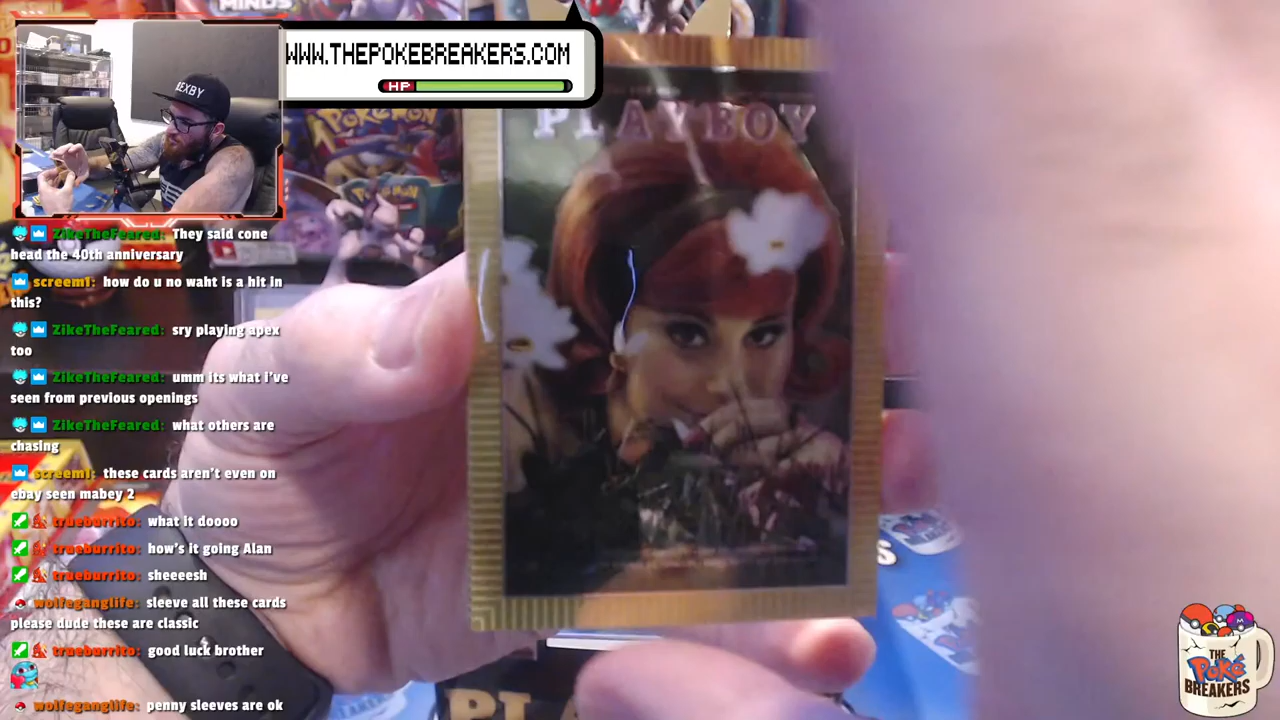 MINDS
WWW.THEPOKEBREAKERS.COM
HP
REXBY
POKÉMON
PLAYBOY
ZikeTheFeared: They said cone
head the 40th anniversary
screem1: how do u no waht is a hit in
this?
ZikeTheFeared: sry playing apex
too
ZikeTheFeared: umm its what i've
seen from previous openings
ZikeTheFeared: what others are
chasing
screem1: these cards aren't even on
ebay seen mabey 2
trueburrito: what it doooo
trueburrito: how's it going Alan
trueburrito: sheeeesh
wolfeganglife: sleeve all these cards
please dude these are classic
trueburrito: good luck brother
wolfeganglife: penny sleeves are ok
THE
Poké
BREAKERS